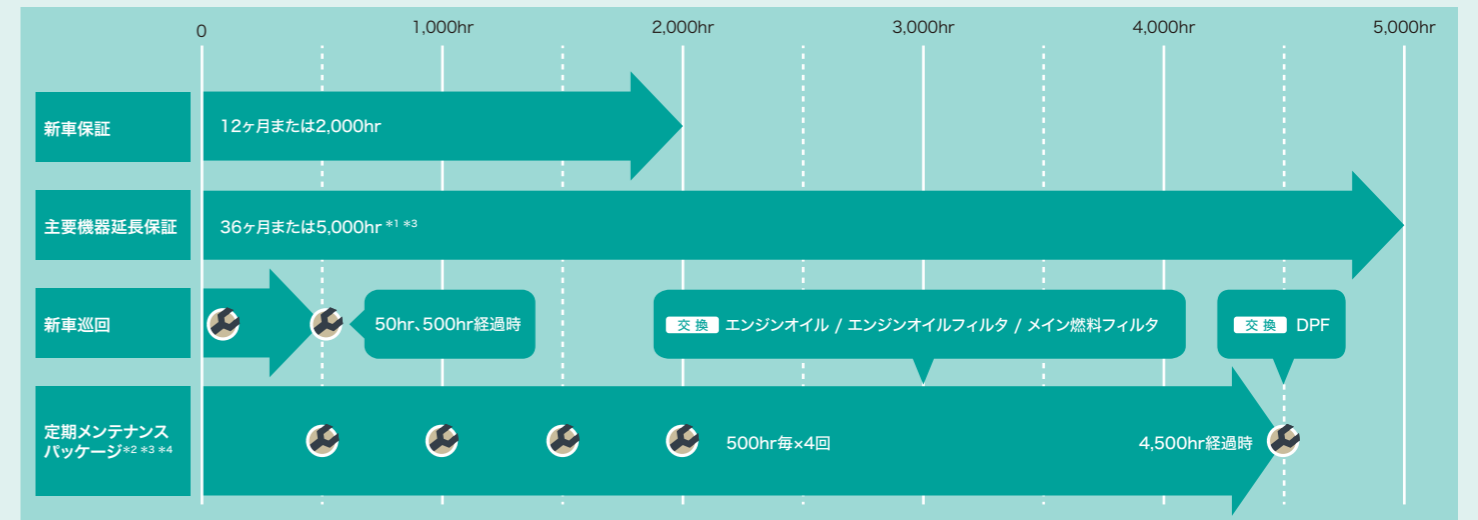 0
1,000hr
2,000hr
3,000hr
4,000hr
5,000hr
新車保証
12ヶ月または2,000hr
主要機器延長保証
36ヶ月または5,000hr *1 *3
新車巡回
50hr、500hr経過時
交換 エンジンオイル / エンジンオイルフィルタ / メイン燃料フィルタ
交換 DPF
定期メンテナンス
パッケージ*2 *3 *4
500hr毎×4回
4,500hr経過時